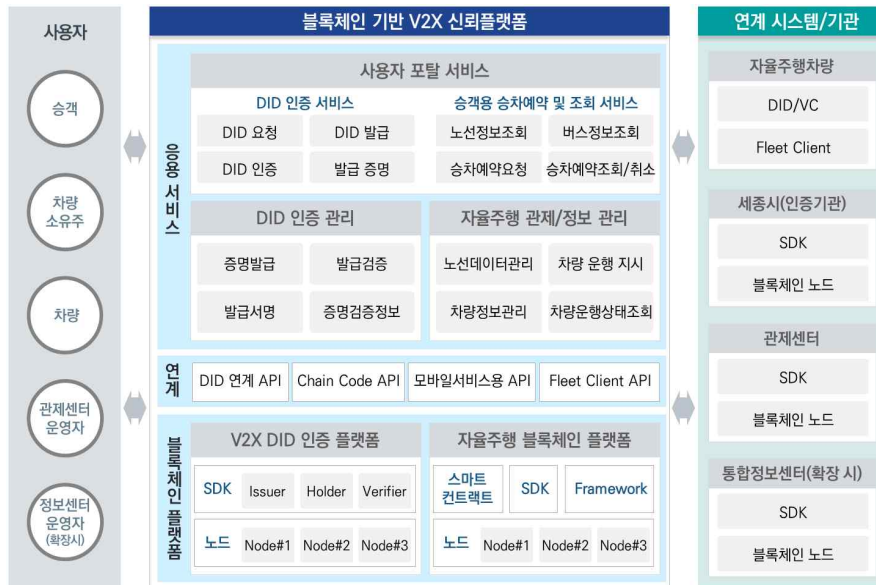 사용자
승객
차량
소유주
차량
관제센터
운영자
정보센터
운영자
(확장시)
블록체인 기반 V2X 신뢰플랫폼
응용 서비스
사용자 포탈 서비스
DID 인증 서비스
DID 요청
DID 발급
DID 인증
발급 증명
승객용 승차예약 및 조회 서비스
노선정보조회
버스정보조회
승차예약요청
승차예약조회/취소
DID 인증 관리
증명발급
발급검증
발급서명
증명검증정보
자율주행 관제/정보 관리
노선데이터관리
차량 운행 지시
차량정보관리
차량운행상태조회
연계
DID 연계 API
Chain Code API
모바일서비스용 API
Fleet Client API
블록체인 플랫폼
V2X DID 인증 플랫폼
SDK
Issuer
Holder
Verifier
노드
Node#1
Node#2
Node#3
자율주행 블록체인 플랫폼
스마트
컨트랙트
SDK
Framework
노드
Node#1
Node#2
Node#3
연계 시스템/기관
자율주행차량
DID/VC
Fleet Client
세종시(인증기관)
SDK
블록체인 노드
관제센터
SDK
블록체인 노드
통합정보센터(확장 시)
SDK
블록체인 노드